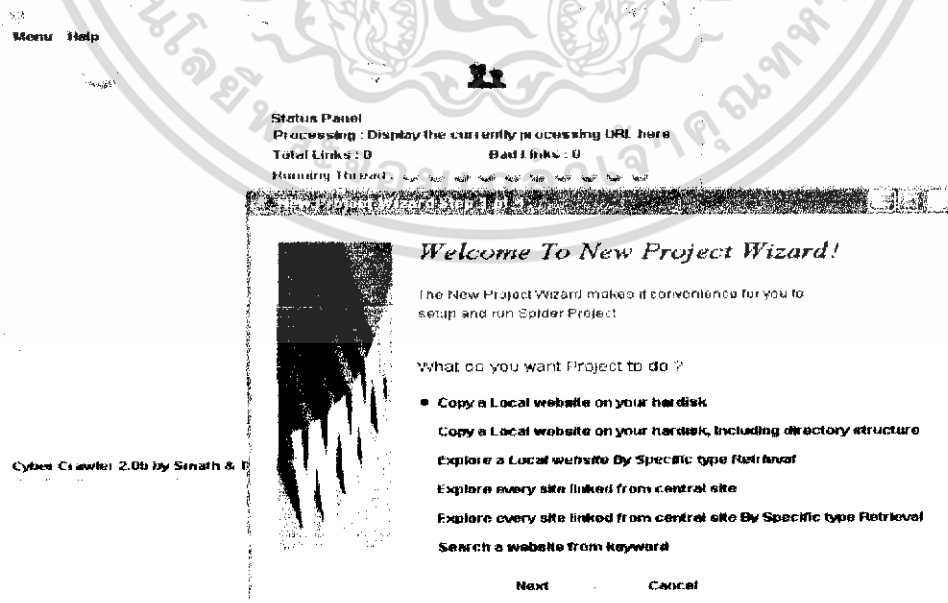 Menu Help
Status Panel
Processing : Display the currently processing URL here
Total Links : 0 Bad Links : 0
Running Thread :
Welcome To New Project Wizard!
The New Project Wizard makes it convenience for you to
setup and run Spider Project
What do you want Project to do ?
Copy a Local website on your hardisk
Copy a Local website on your hardisk, Including directory structure
Explore a Local website By Specific type Retrieval
Explore every site linked from central site
Explore every site linked from central site By Specific type Retrieval
Search a website from keyword
Cyber Crawler 2.0b by Sinath &
Next Cancel